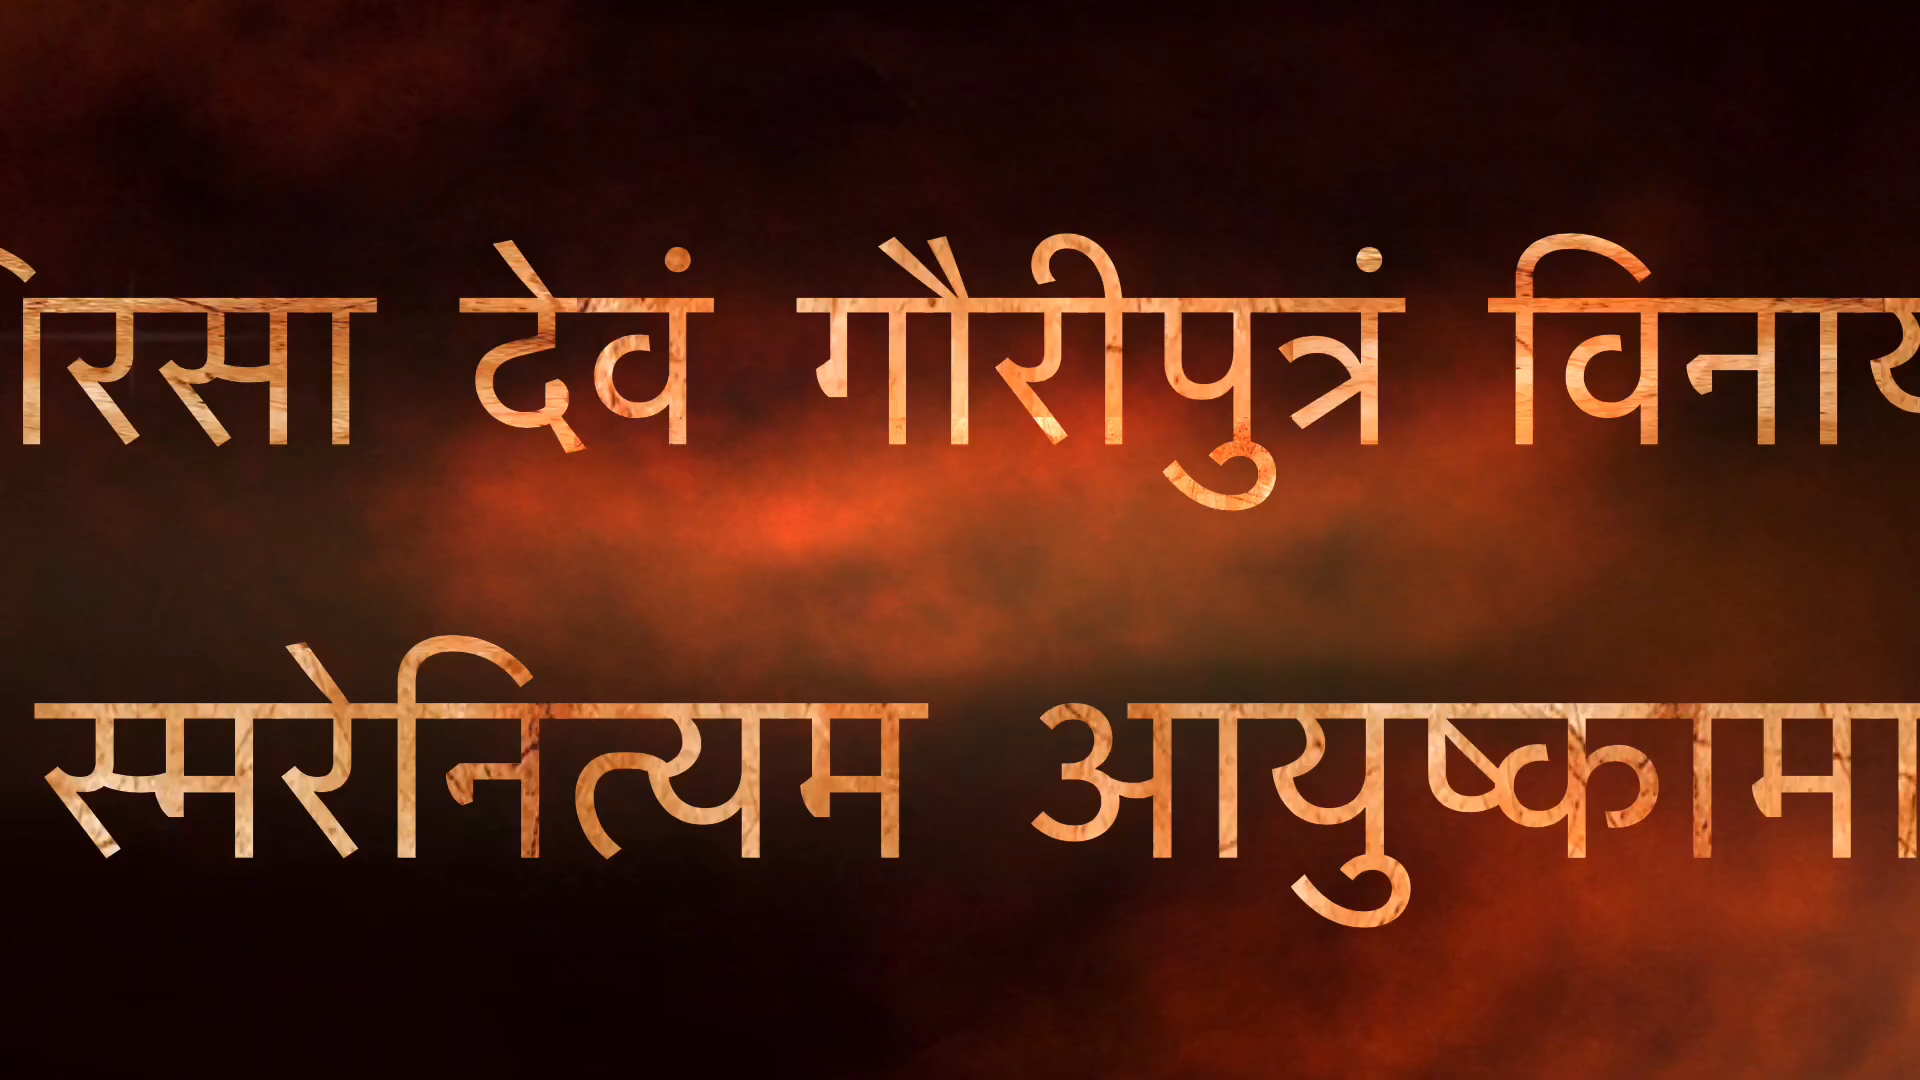 िरसा देवं गौरीपुत्रं विनाय
स्मरेनित्यम आयुष्कामा